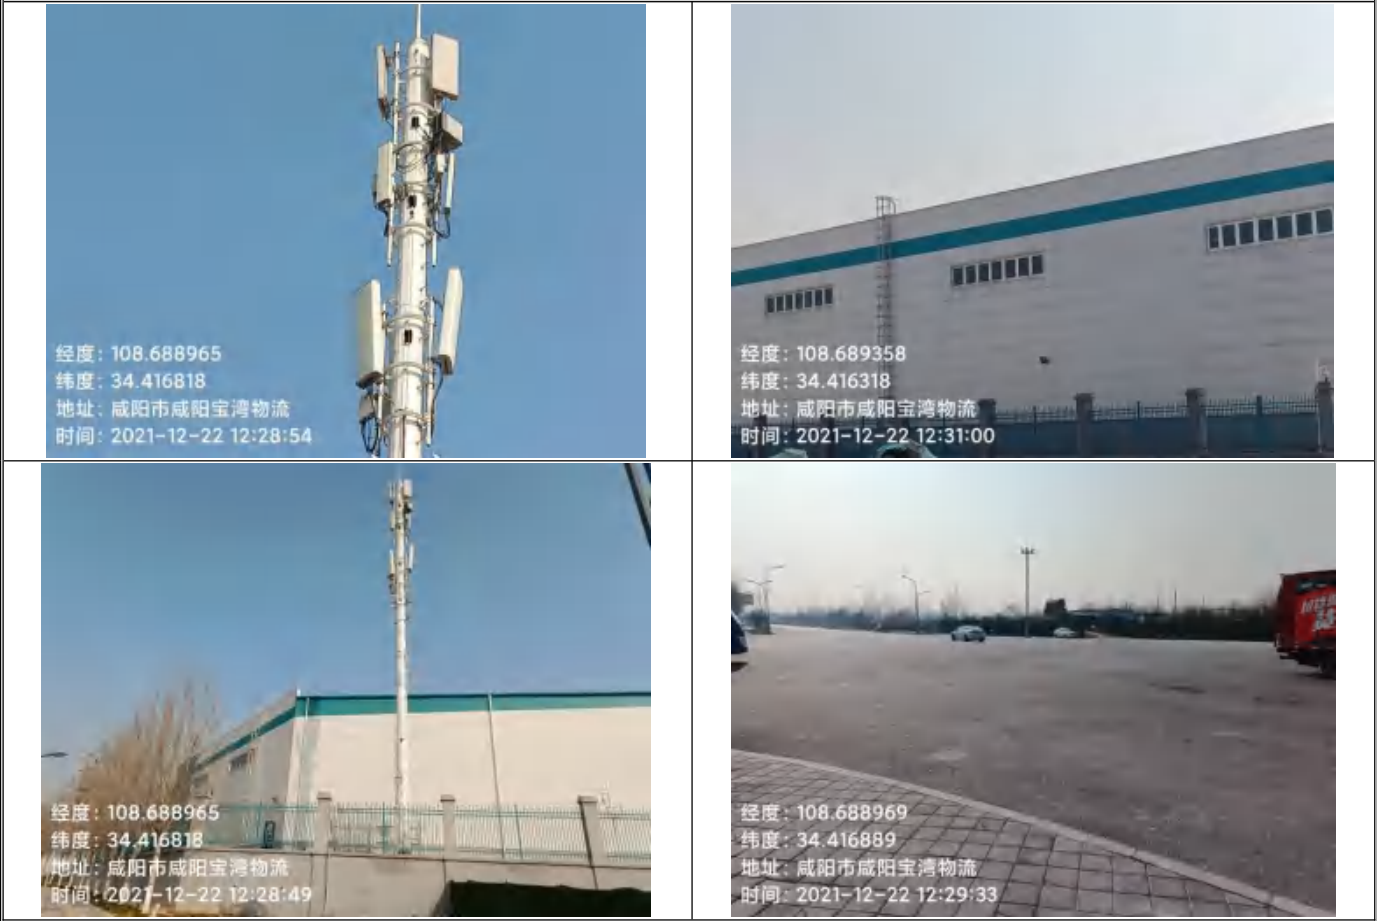 经度: 108.688965
纬度: 34.416818
地址: 咸阳市咸阳宝湾物流
时间: 2021-12-22 12:28:54
经度: 108.689358
纬度: 34.416318
地址: 咸阳市咸阳宝湾物流
时间: 2021-12-22 12:31:00
经度: 108.688965
纬度: 34.416818
地址: 咸阳市咸阳宝湾物流
时间: 2021-12-22 12:28:49
经度: 108.688969
纬度: 34.416889
地址: 咸阳市咸阳宝湾物流
时间: 2021-12-22 12:29:33